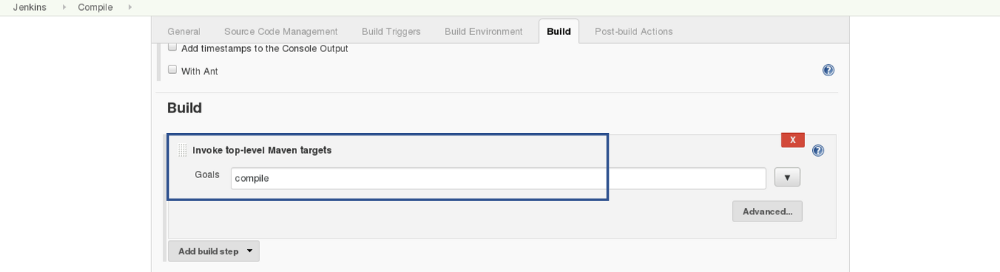 Jenkins Compile
General Source Code Management Build Triggers Build Environment Build Post-build Actions
Add timestamps to the Console Output
With Ant
Build
X
Invoke top-level Maven targets
Goals compile
Advanced...
Add build step